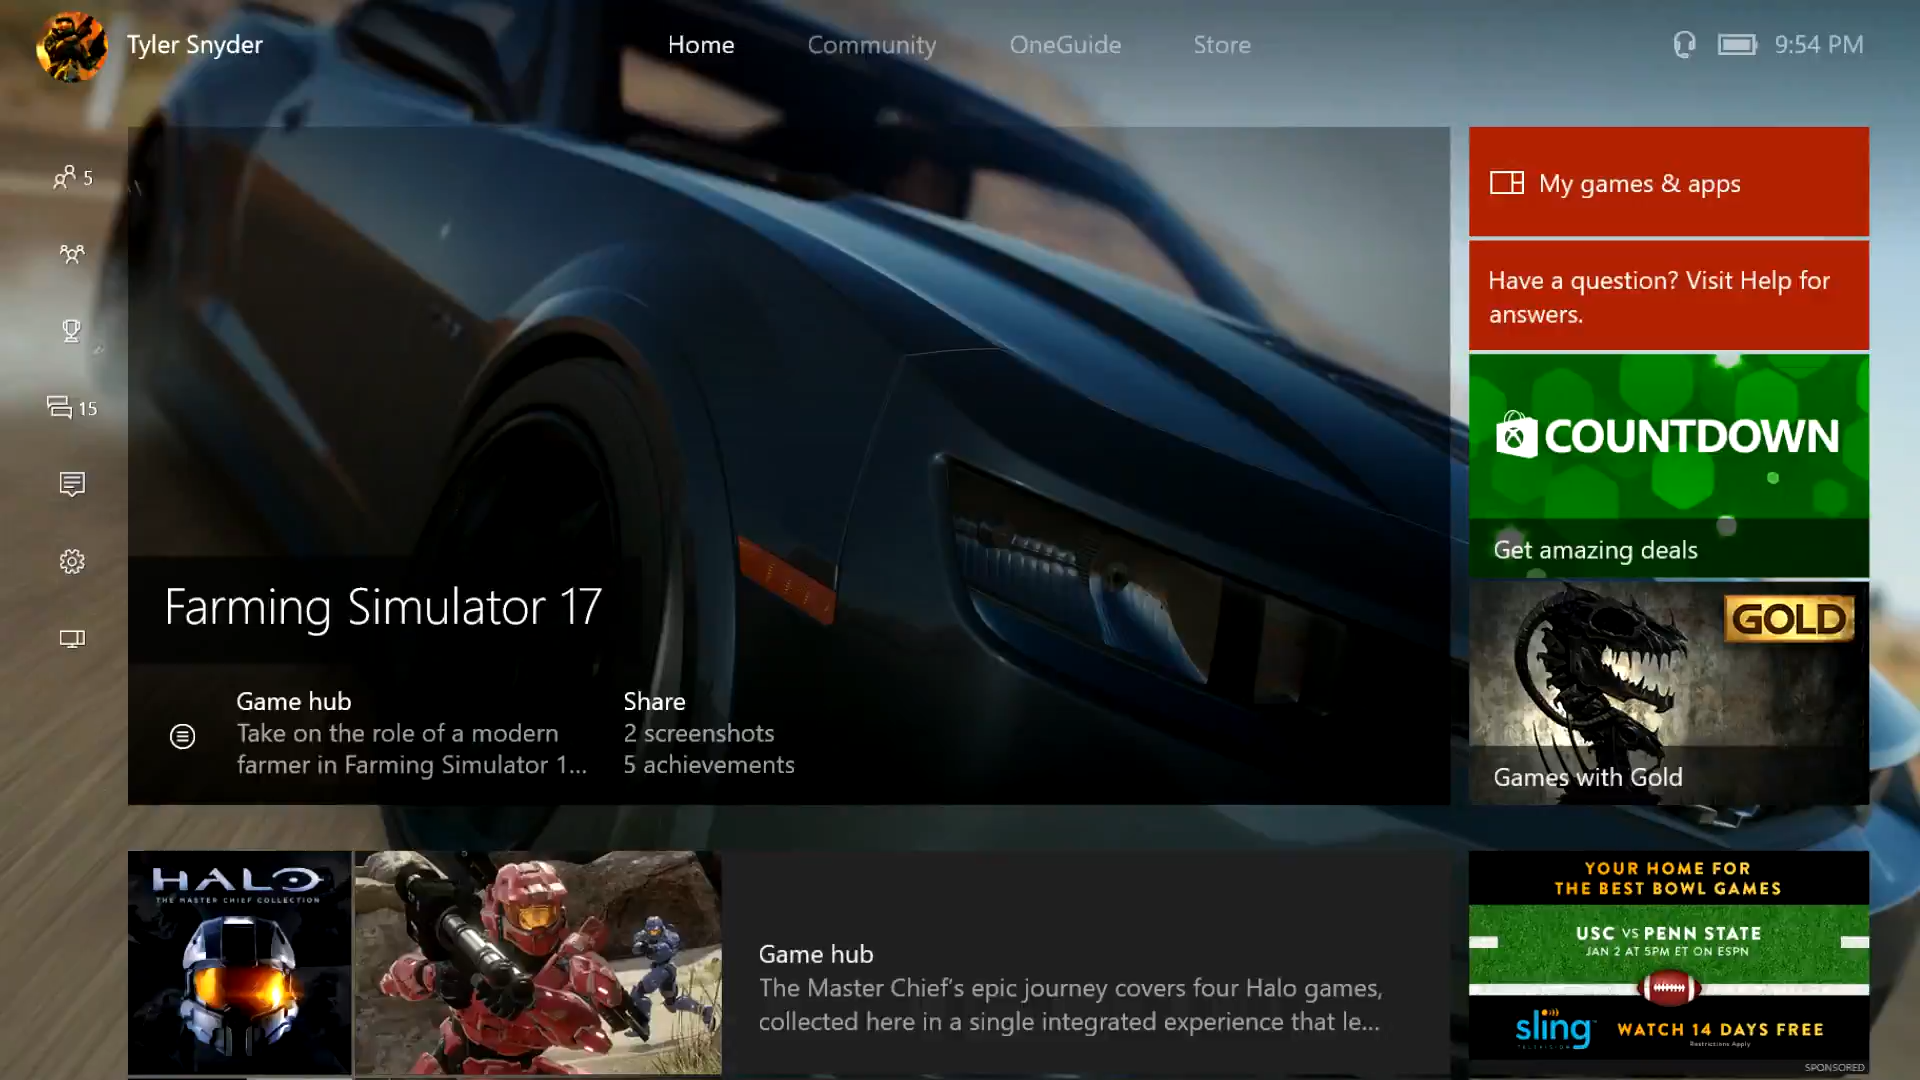 Tyler Snyder
Home
Community
OneGuide
Store
9:54 PM
5
15
Farming Simulator 17
Game hub
Take on the role of a modern
farmer in Farming Simulator 1...
Share
2 screenshots
5 achievements
My games & apps
Have a question? Visit Help for
answers.
COUNTDOWN
Get amazing deals
GOLD
Games with Gold
HALO
THE MASTER CHIEF COLLECTION
Game hub
The Master Chief's epic journey covers four Halo games,
collected here in a single integrated experience that le...
YOUR HOME FOR
THE BEST BOWL GAMES
USC VS PENN STATE
JAN 2 AT 5PM ET ON ESPN
sling
TELEVISION
WATCH 14 DAYS FREE
Restrictions Apply
SPONSORED